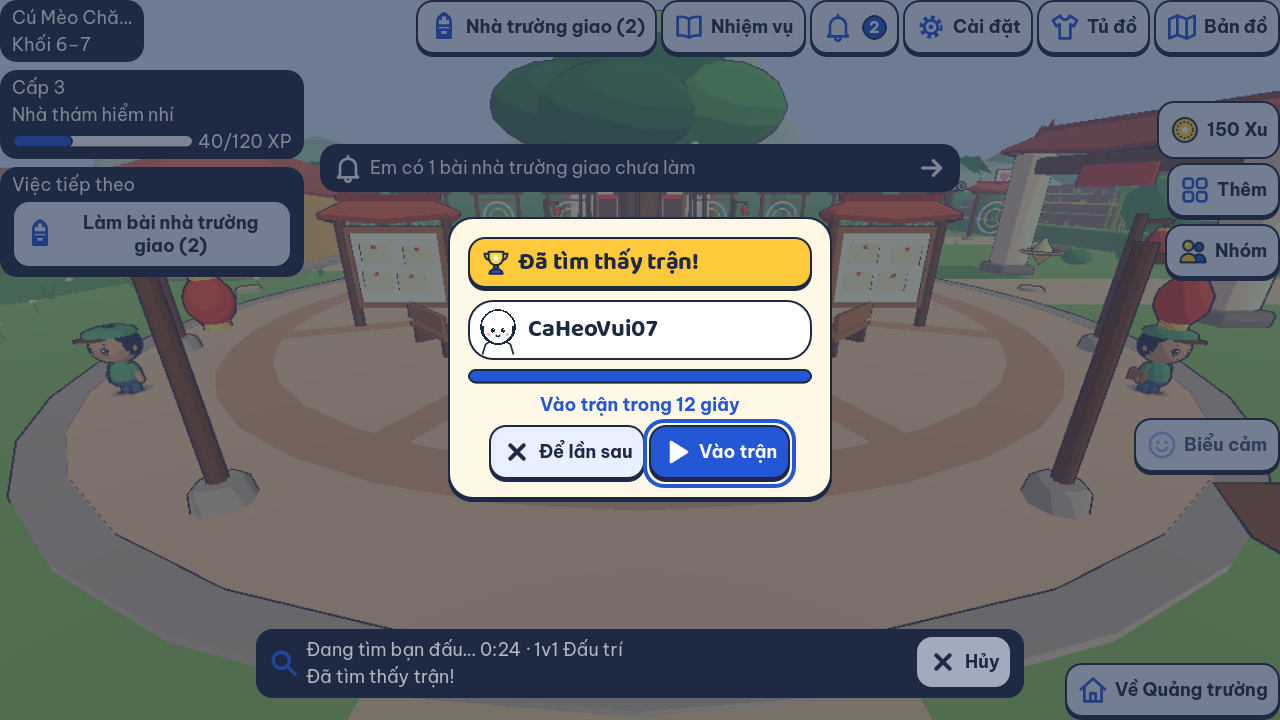 Cú Mèo Chă...
Khối 6–7
Nhà trường giao (2)
Nhiệm vụ
2
Cài đặt
Tủ đồ
Bản đồ
Cấp 3
Nhà thám hiểm nhí
40/120 XP
150 Xu
Em có 1 bài nhà trường giao chưa làm
Việc tiếp theo
Làm bài nhà trường
giao (2)
Thêm
Nhóm
Đã tìm thấy trận!
CaHeoVui07
Vào trận trong 12 giây
Để lần sau
Vào trận
Biểu cảm
Đang tìm bạn đấu... 0:24 · 1v1 Đấu trí
Đã tìm thấy trận!
Hủy
Về Quảng trường